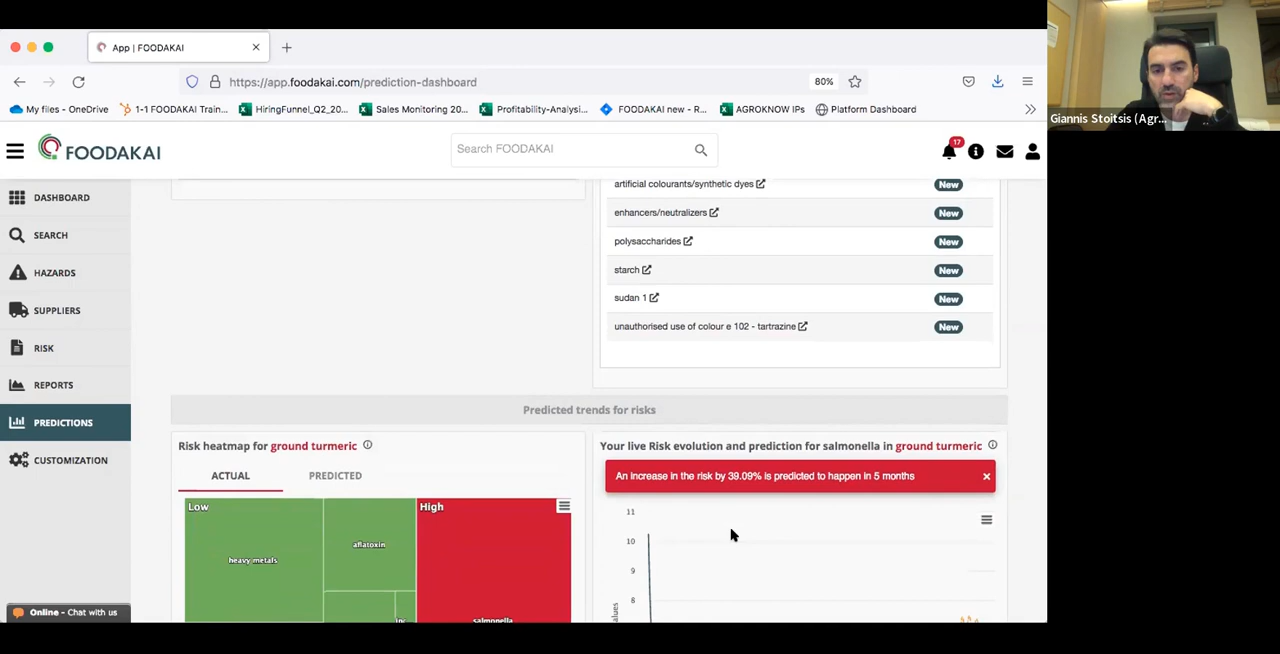 App | FOODAKAI
https://app.foodakai.com/prediction-dashboard
80%
My files - OneDrive
1-1 FOODAKAI Train...
HiringFunnel_Q2_20...
Sales Monitoring 20...
Profitability-Analysi...
FOODAKAI new - R...
AGROKNOW IPs
Platform Dashboard
Giannis Stoitsis (Agr...
FOODAKAI
Search FOODAKAI
17
DASHBOARD
SEARCH
HAZARDS
SUPPLIERS
RISK
REPORTS
PREDICTIONS
CUSTOMIZATION
Online - Chat with us
artificial colourants/synthetic dyes New
enhancers/neutralizers New
polysaccharides New
starch New
sudan 1 New
unauthorised use of colour e 102 - tartrazine New
Predicted trends for risks
Risk heatmap for ground turmeric
ACTUAL PREDICTED
Low
High
aflatoxin
heavy metals
salmonella
Your live Risk evolution and prediction for salmonella in ground turmeric
An increase in the risk by 39.09% is predicted to happen in 5 months
11
10
9
8